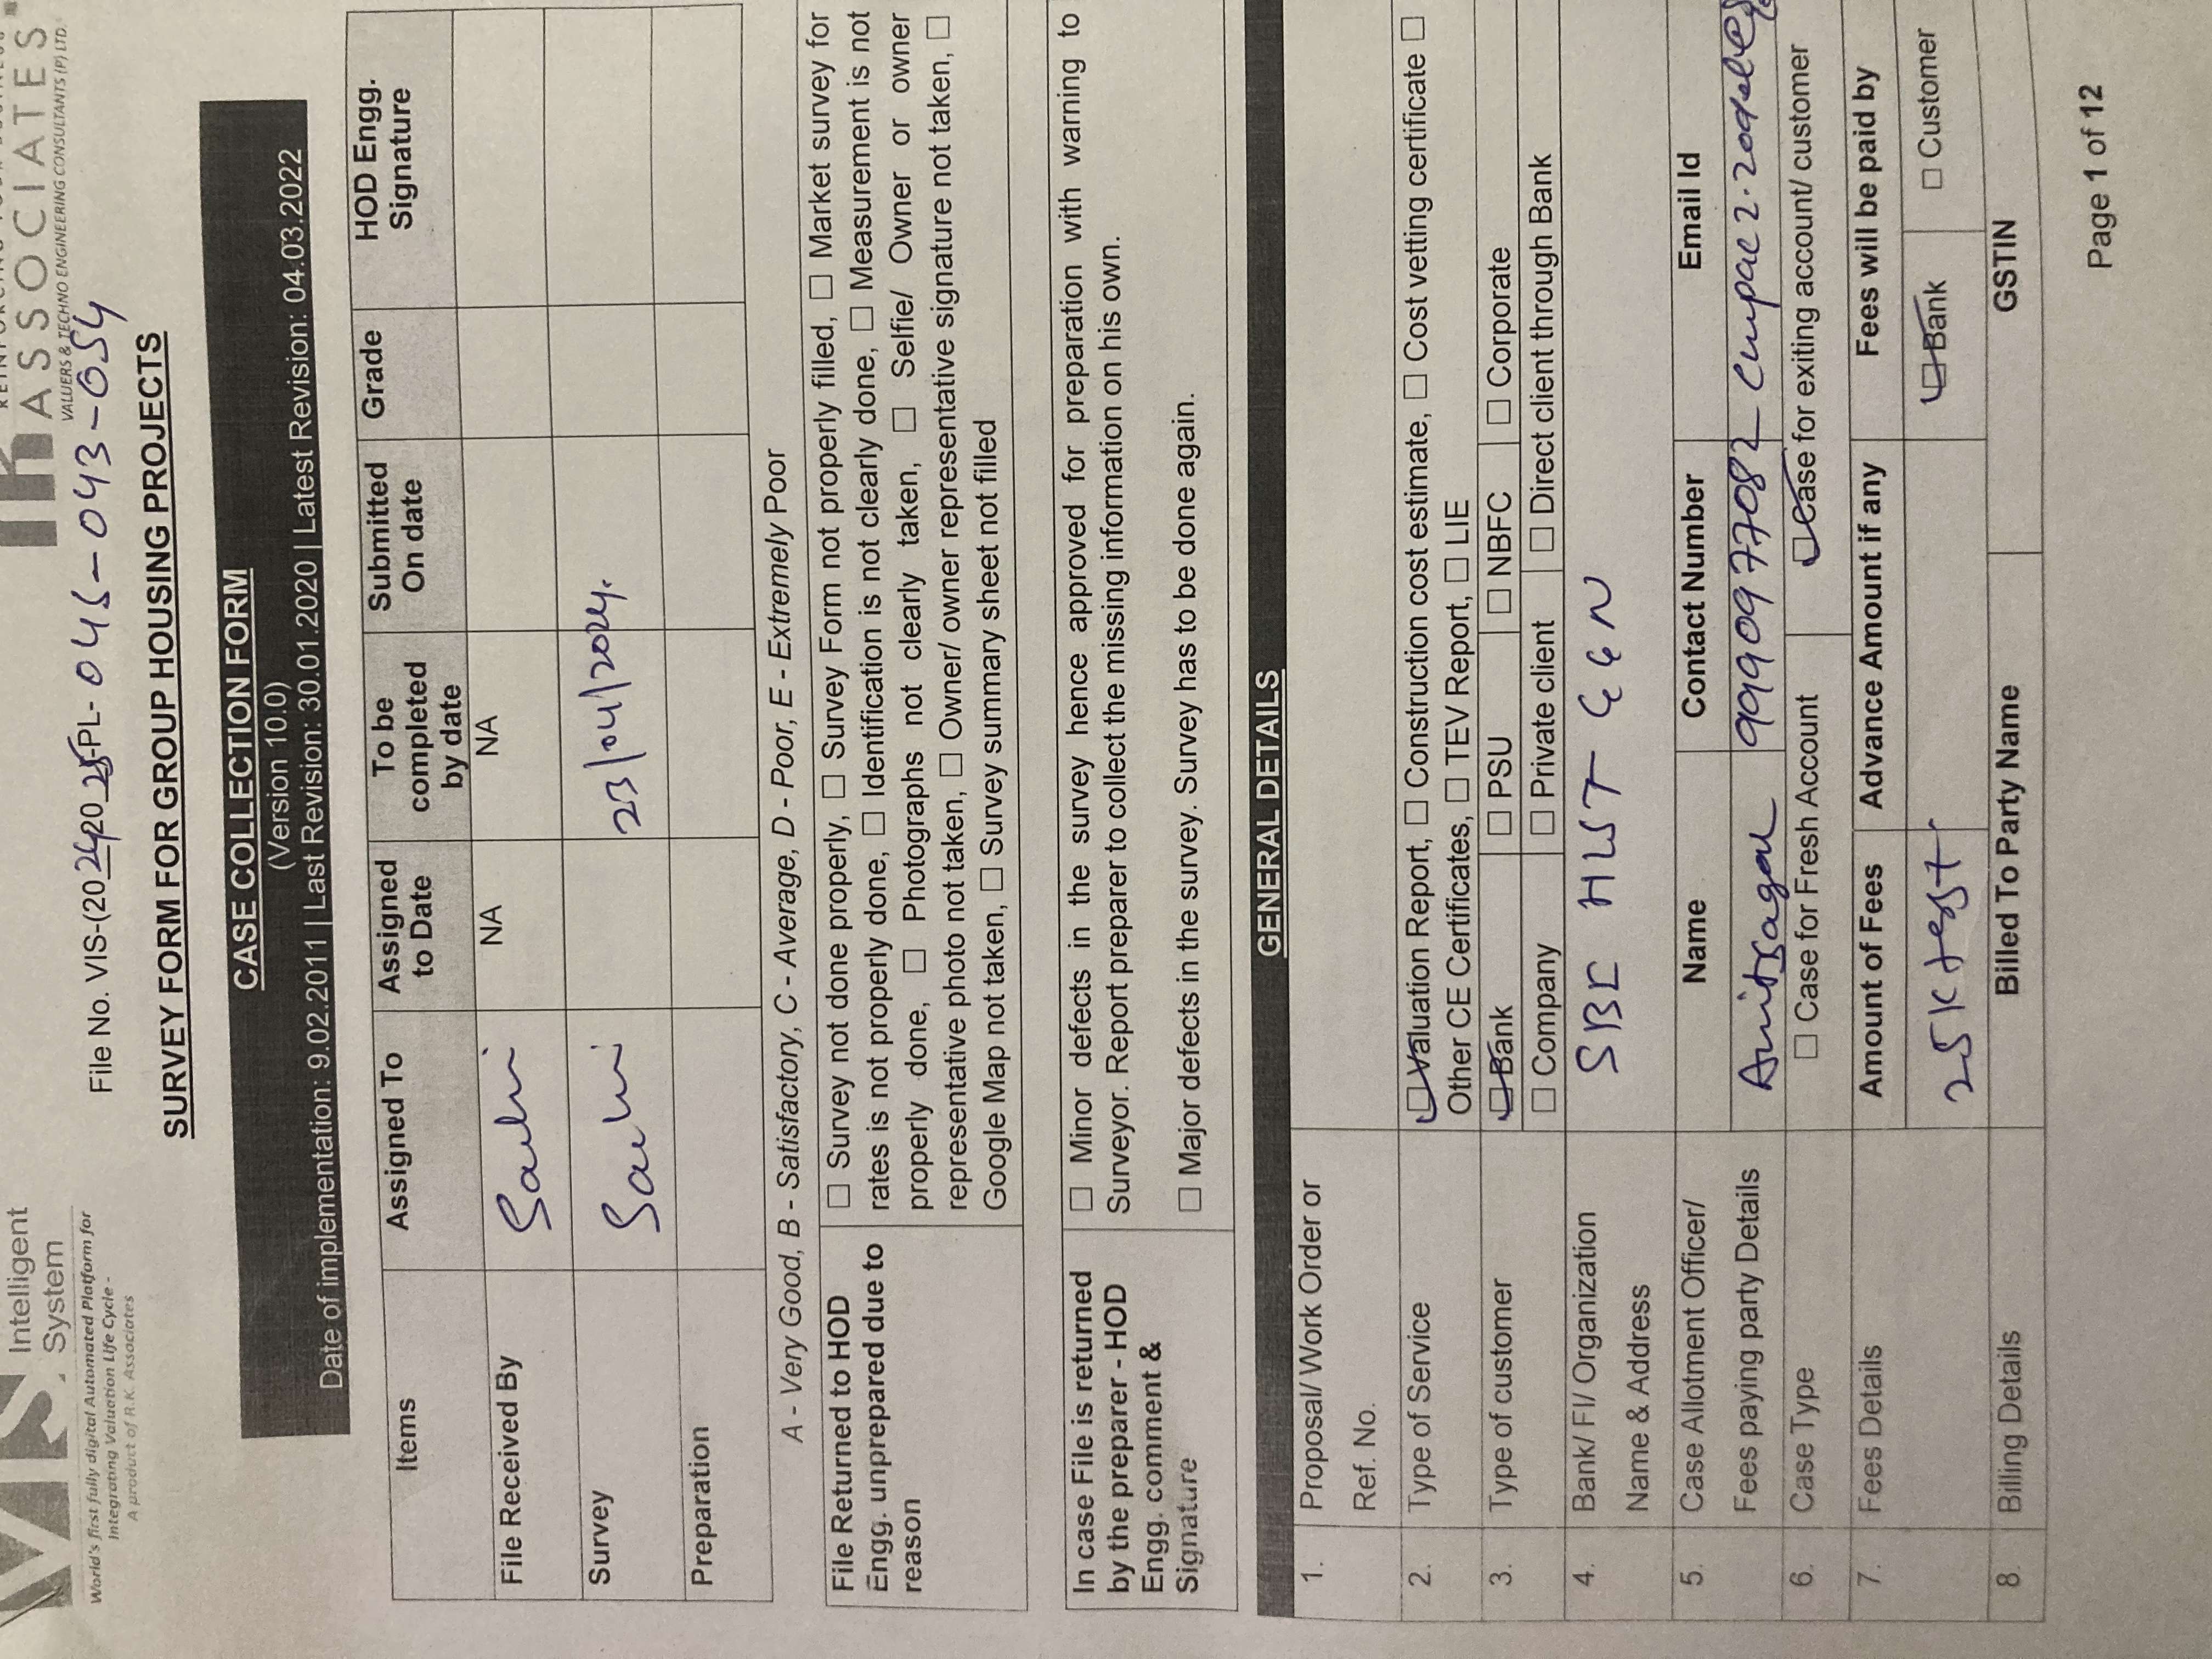 Intelligent
System
World's first fully digital Automated Platform for
Integrating Valuation Life Cycle -
A product of R.K. Associates
ASSOCIATES
VALUERS & TECHNO ENGINEERING CONSULTANTS (P) LTD.
File No. VIS-(2024-2025-PL-045-043-054
SURVEY FORM FOR GROUP HOUSING PROJECTS
CASE COLLECTION FORM
(Version 10.0)
Date of implementation: 9.02.2011 | Last Revision: 30.01.2020 | Latest Revision: 04.03.2022
Items Assigned To Assigned to Date To be completed by date Submitted On date Grade HOD Engg. Signature
File Received By NA NA
Survey 23/04/2024.
Preparation
A - Very Good, B - Satisfactory, C - Average, D - Poor, E - Extremely Poor
File Returned to HOD Engg. unprepared due to reason
☐ Survey not done properly, ☐ Survey Form not properly filled, ☐ Market survey for
rates is not properly done, ☐ Identification is not clearly done, ☐ Measurement is not
properly done, ☐ Photographs not clearly taken, ☐ Selfie/ Owner or owner
representative photo not taken, ☐ Owner/ owner representative signature not taken, ☐
Google Map not taken, ☐ Survey summary sheet not filled
In case File is returned by the preparer - HOD Engg. comment & Signature
☐ Minor defects in the survey hence approved for preparation with warning to
Surveyor. Report preparer to collect the missing information on his own.
☐ Major defects in the survey. Survey has to be done again.
GENERAL DETAILS
1. Proposal/ Work Order or Ref. No.
2. Type of Service ☑ Valuation Report, ☐ Construction cost estimate, ☐ Cost vetting certificate ☐
Other CE Certificates, ☐ TEV Report, ☐ LIE
3. Type of customer ☑ Bank ☐ PSU ☐ NBFC ☐ Corporate
☐ Company ☐ Private client ☐ Direct client through Bank
4. Bank/ FI/ Organization Name & Address SBI HLST GGN
5. Case Allotment Officer/ Fees paying party Details Name Contact Number Email Id
9999097082
6. Case Type ☐ Case for Fresh Account ☑ Case for exiting account/ customer
7. Fees Details Amount of Fees Advance Amount if any Fees will be paid by
25K ☑ Bank ☐ Customer
8. Billing Details Billed To Party Name GSTIN
Page 1 of 12